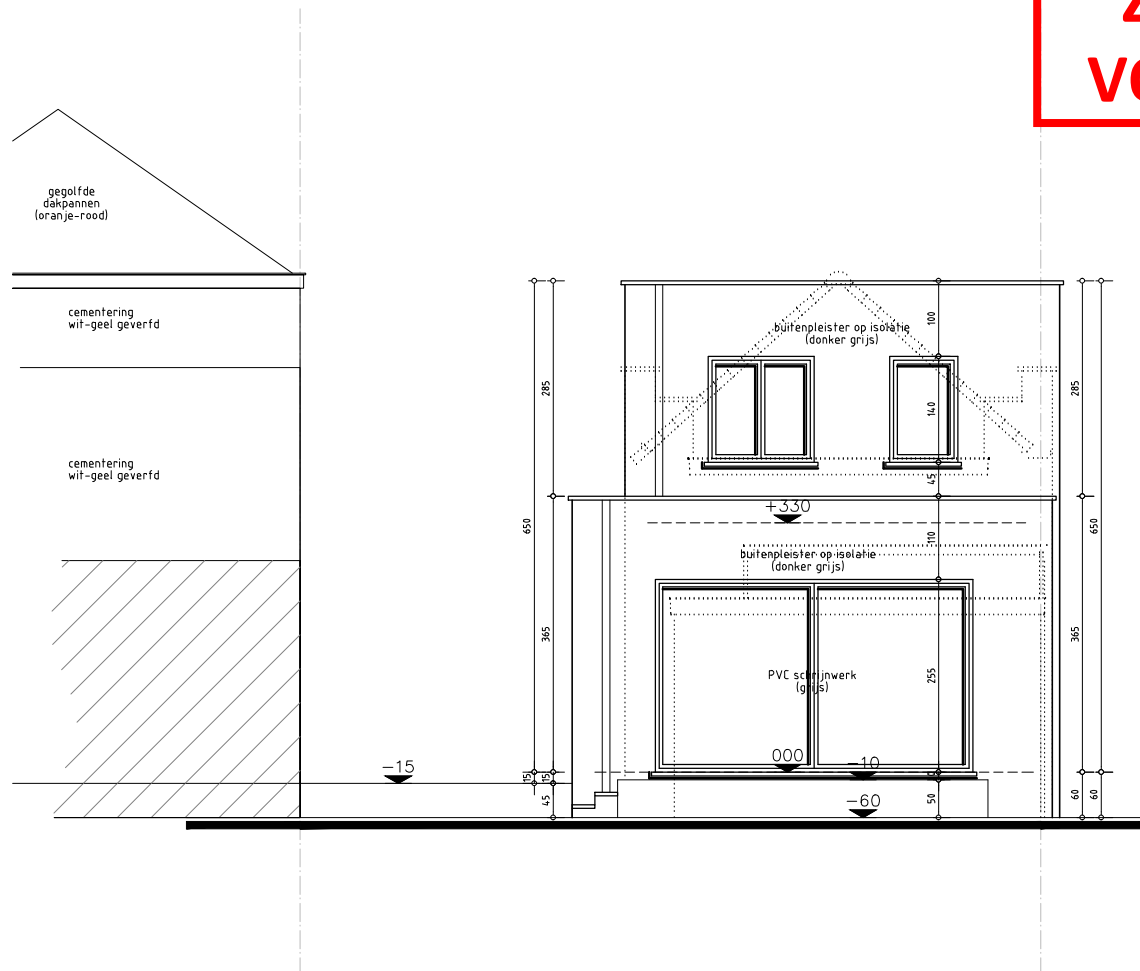 gegolfde
dakpannen
(oranje-rood)
cementering
wit-geel geverfd
cementering
wit-geel geverfd
buitenpleister op isolatie
(donker grijs)
100
285
140
285
45
+330
650
110
650
buitenpleister op isolatie
(donker grijs)
365
365
PVC schrijnwerk
(grijs)
255
000
-10
-15
15
15
45
-60
50
60
60